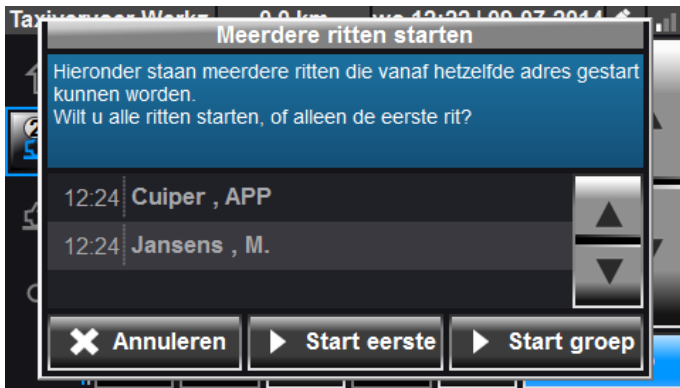 Meerdere ritten starten
Hieronder staan meerdere ritten die vanaf hetzelfde adres gestart
kunnen worden.
Wilt u alle ritten starten, of alleen de eerste rit?
12:24 Cuiper , APP
12:24 Jansens , M.
Annuleren Start eerste Start groep